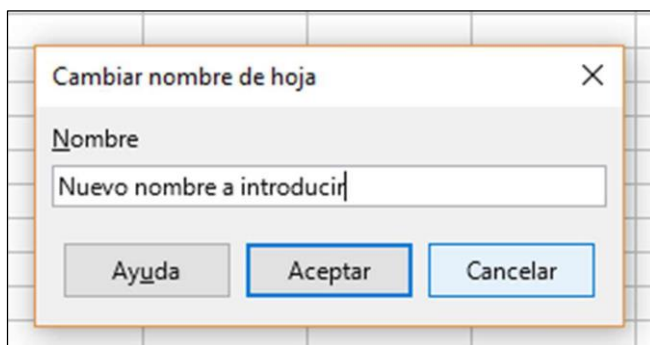 Cambiar nombre de hoja
Nombre
Nuevo nombre a introducir
Ayuda Aceptar Cancelar